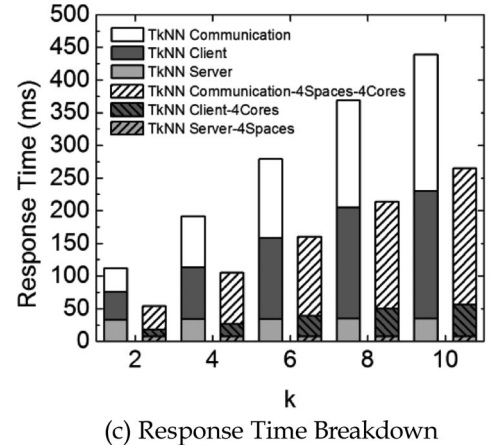 500
450
400
350
300
250
200
150
100
50
0
Response Time (ms)
TkNN Communication
TkNN Client
TkNN Server
TkNN Communication-4Spaces-4Cores
TkNN Client-4Cores
TkNN Server-4Spaces
2 4 6 8 10
k
(c) Response Time Breakdown